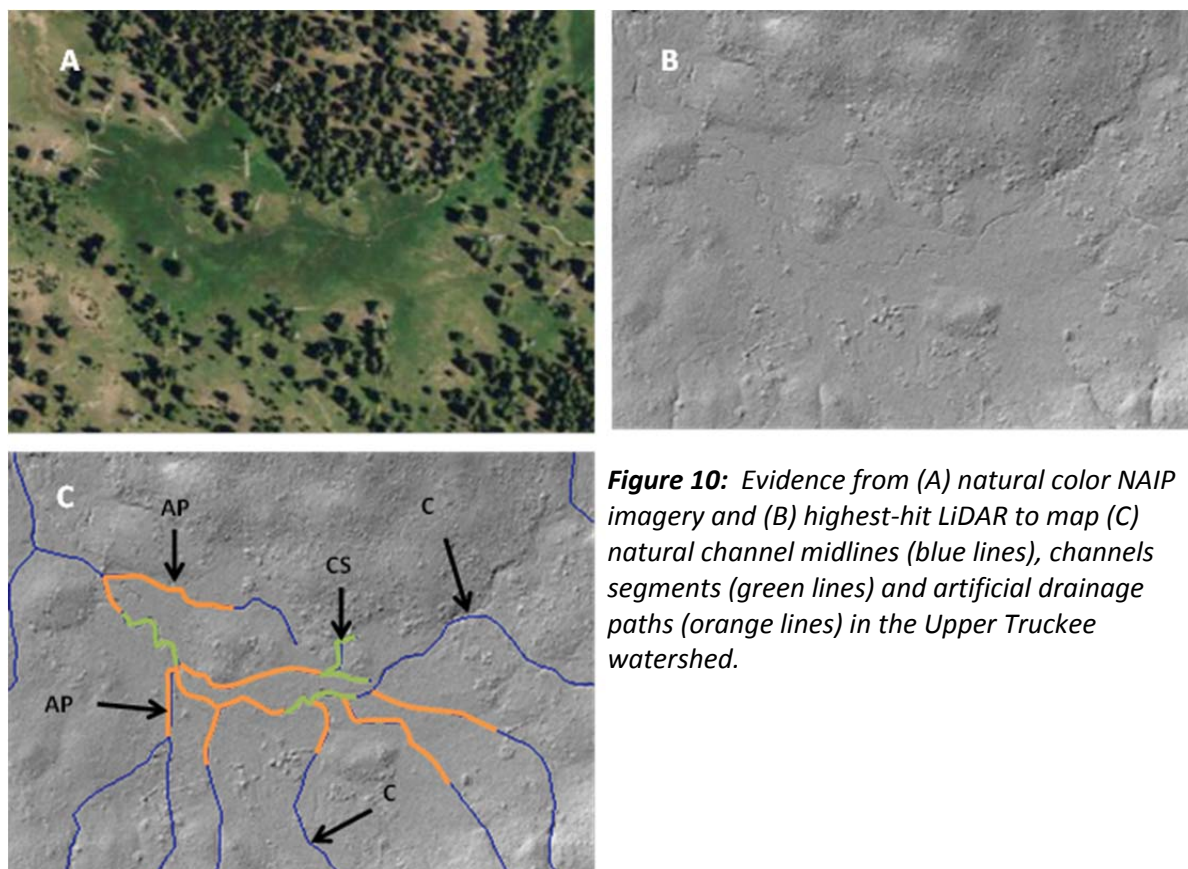 A
B
C
AP
CS
C
AP
C
Figure 10: Evidence from (A) natural color NAIP
imagery and (B) highest-hit LiDAR to map (C)
natural channel midlines (blue lines), channels
segments (green lines) and artificial drainage
paths (orange lines) in the Upper Truckee
watershed.